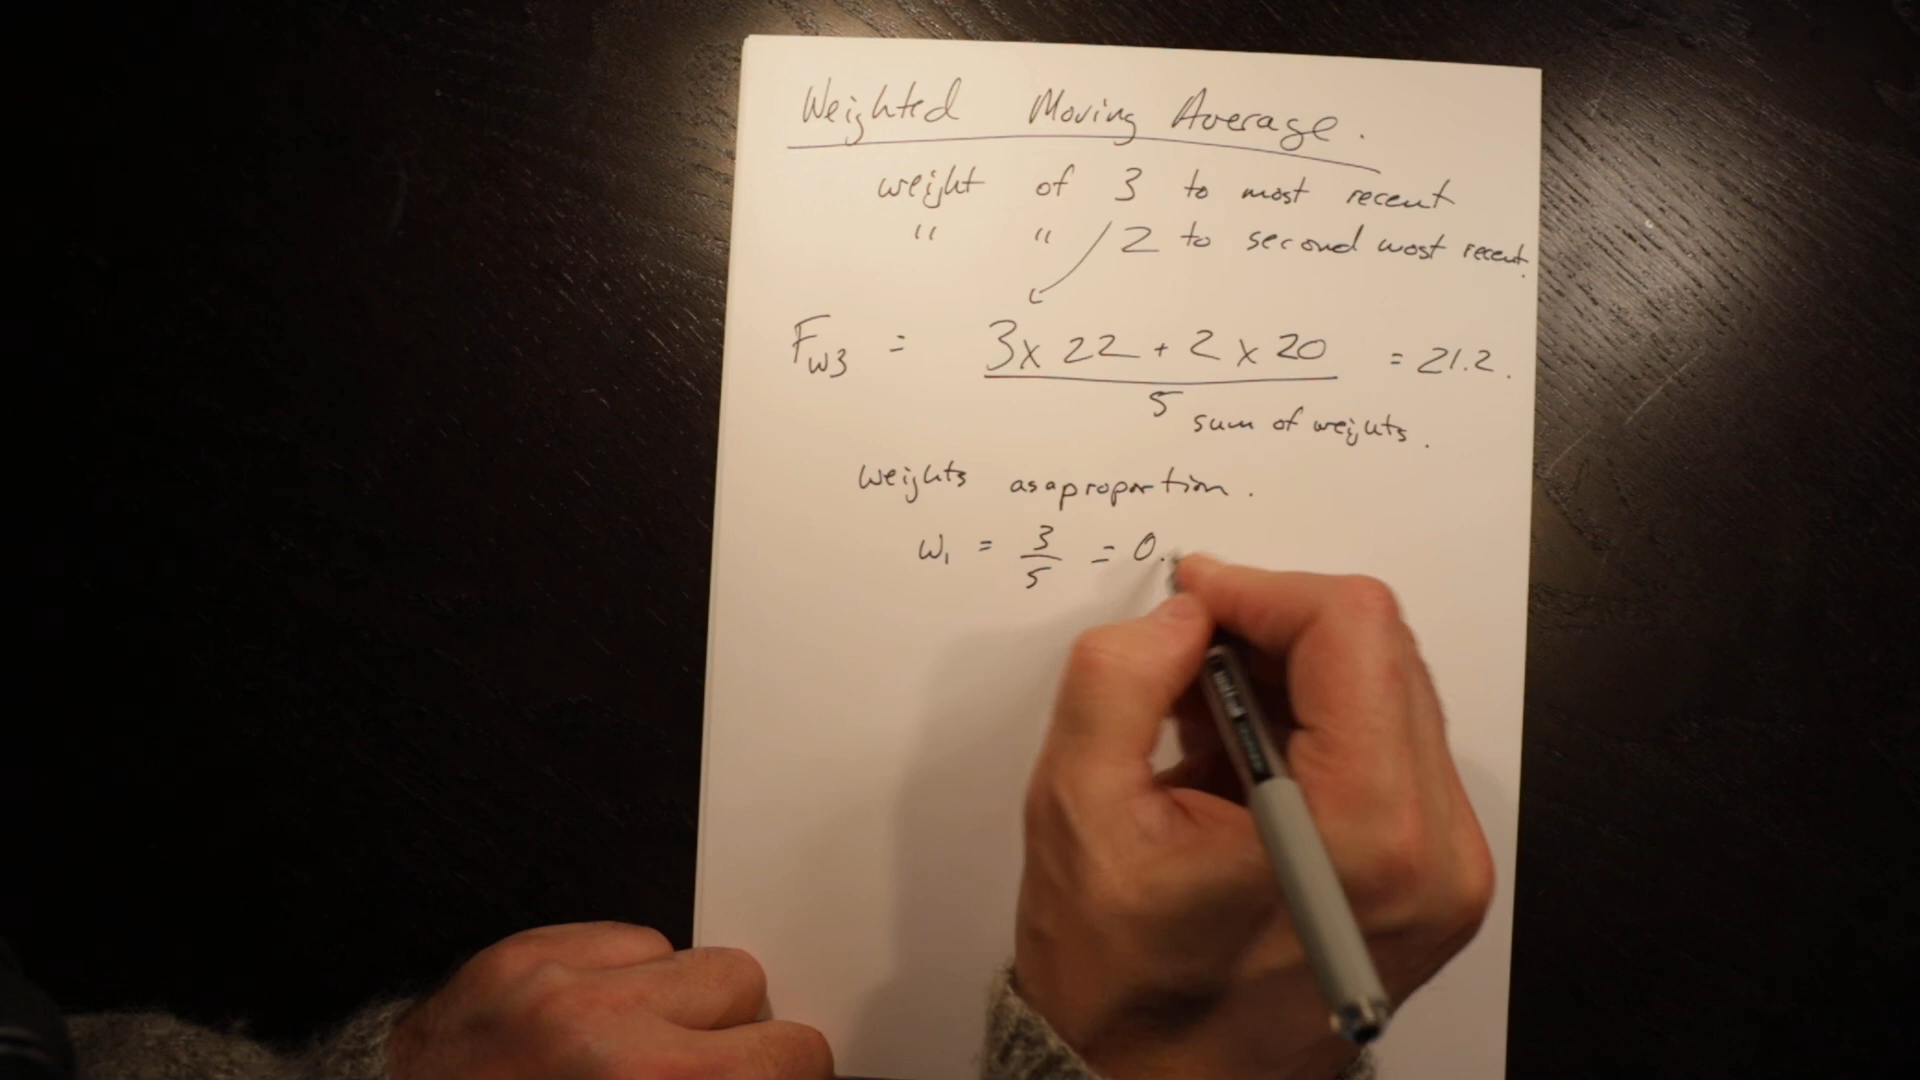 Weighted Moving Average.
weight of 3 to most recent
" " 2 to second most recent.
Fw3 = 3 x 22 + 2 x 20 = 21.2.
5 sum of weights.
weights as a proportion.
w1 = 3/5 = 0.